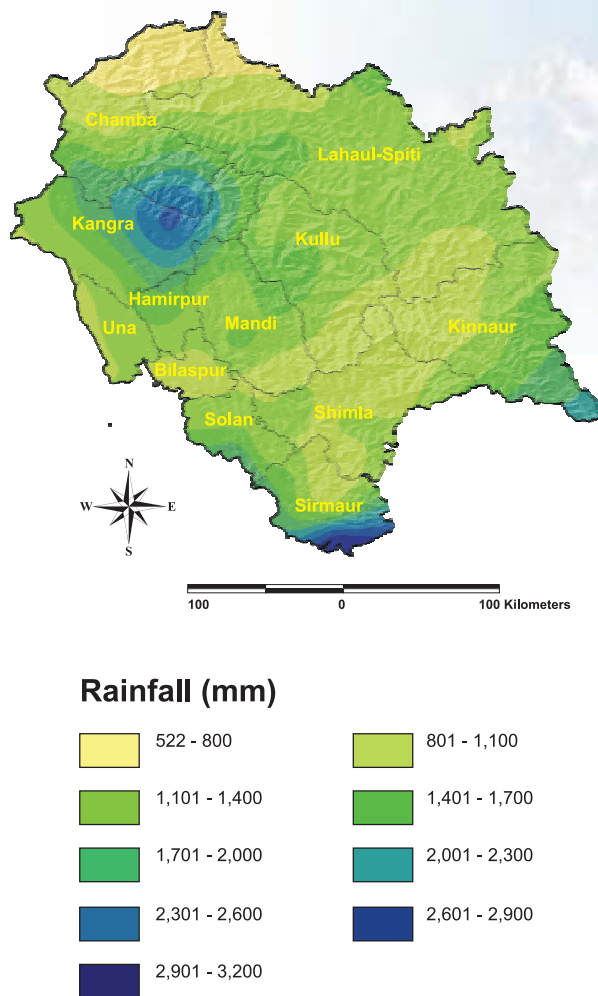 Chamba
Lahaul-Spiti
Kangra
Kullu
Hamirpur
Una
Mandi
Kinnaur
Bilaspur
Solan
Shimla
Sirmaur
N
W E
S
100 0 100 Kilometers
Rainfall (mm)
522 - 800 801 - 1,100
1,101 - 1,400 1,401 - 1,700
1,701 - 2,000 2,001 - 2,300
2,301 - 2,600 2,601 - 2,900
2,901 - 3,200